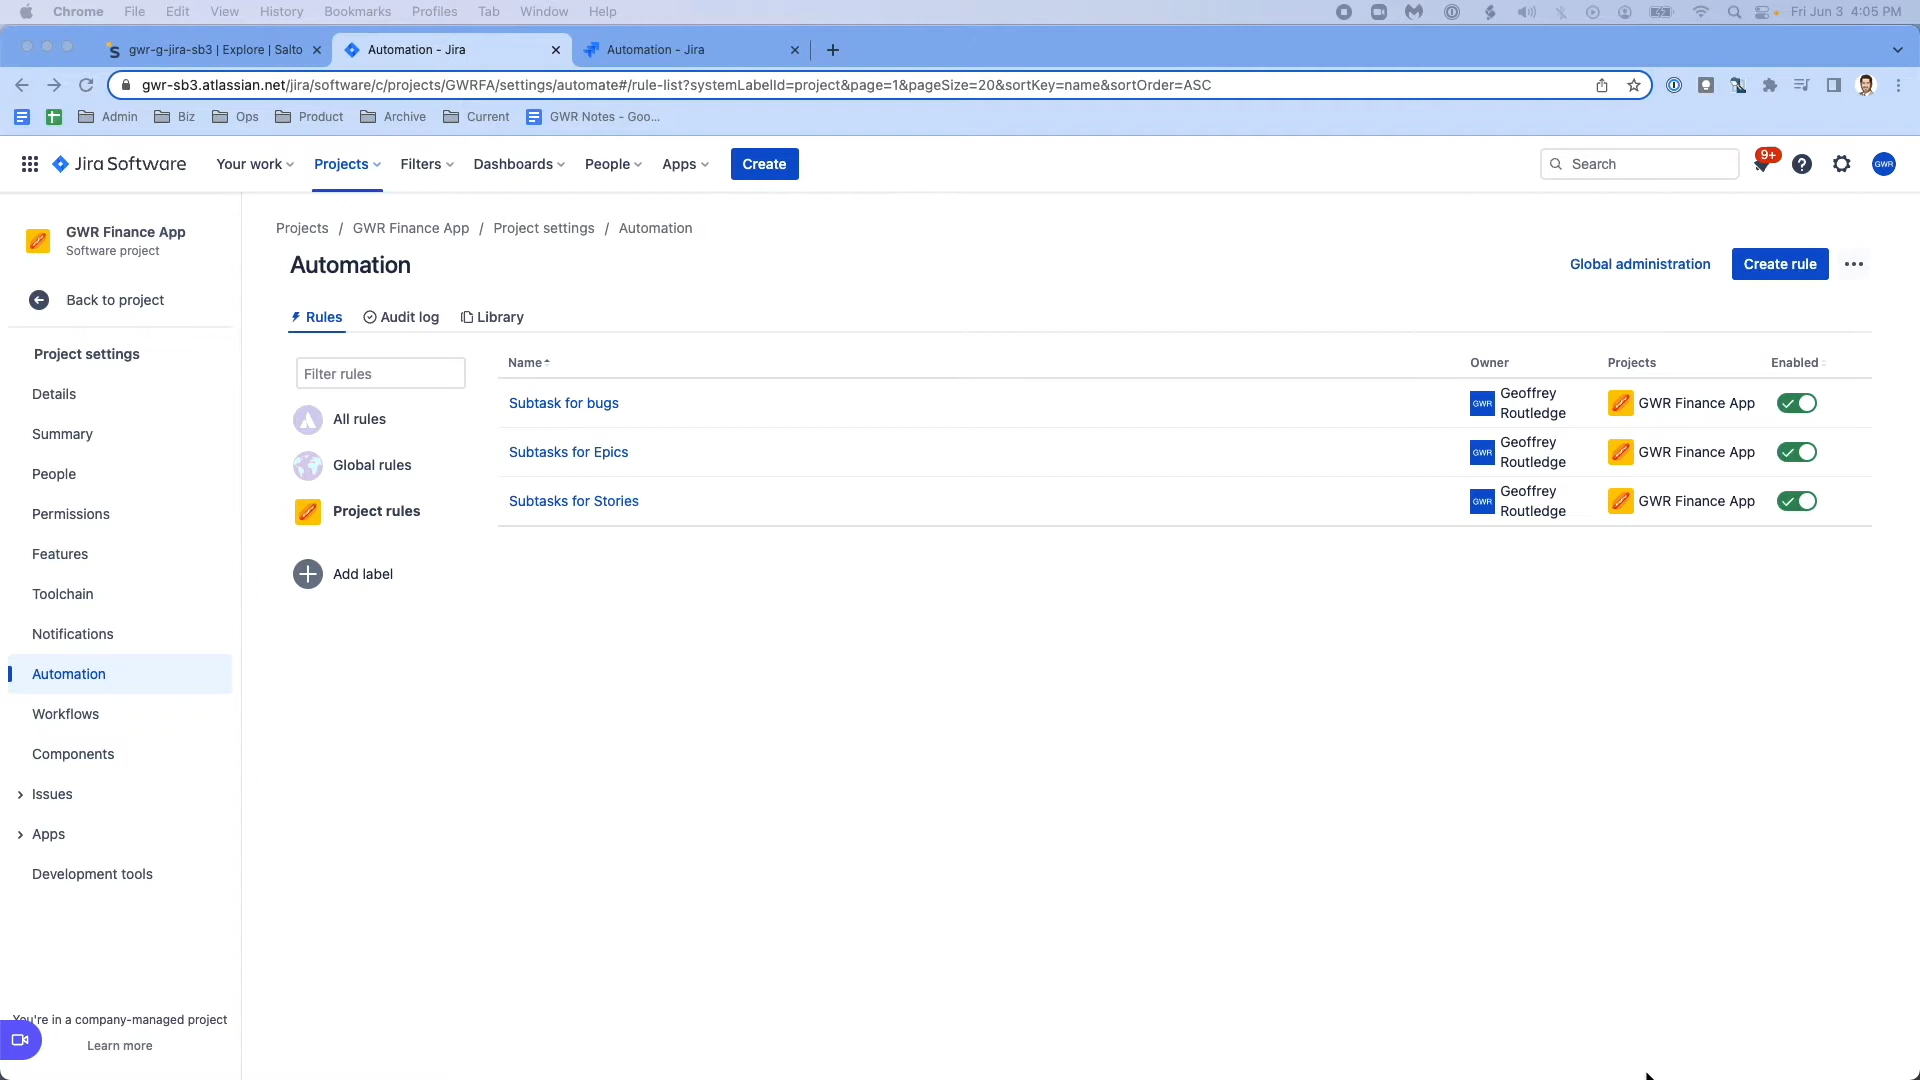 Chrome File Edit View History Bookmarks Profiles Tab Window Help Fri Jun 3 4:05 PM
gwr-g-jira-sb3 | Explore | Salto Automation - Jira Automation - Jira
gwr-sb3.atlassian.net/jira/software/c/projects/GWRFA/settings/automate#/rule-list?systemLabelId=project&page=1&pageSize=20&sortKey=name&sortOrder=ASC
Admin Biz Ops Product Archive Current GWR Notes - Goo...
Jira Software Your work Projects Filters Dashboards People Apps Create Search 9+ GWR
GWR Finance App
Software project
Back to project
Project settings
Details
Summary
People
Permissions
Features
Toolchain
Notifications
Automation
Workflows
Components
Issues
Apps
Development tools
You're in a company-managed project
Learn more
Projects / GWR Finance App / Project settings / Automation
Automation
Global administration Create rule
Rules Audit log Library
Filter rules
All rules
Global rules
Project rules
Add label
Name Owner Projects Enabled
Subtask for bugs GWR Geoffrey Routledge GWR Finance App
Subtasks for Epics GWR Geoffrey Routledge GWR Finance App
Subtasks for Stories GWR Geoffrey Routledge GWR Finance App